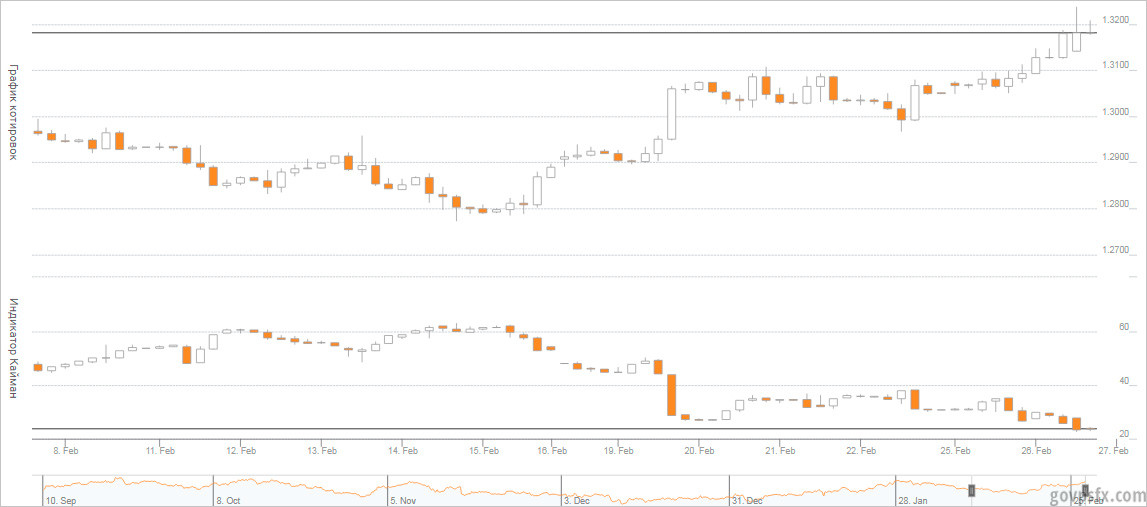 График котировок
1.3200
1.3100
1.3000
1.2900
1.2800
1.2700
Индикатор Кайман
60
40
20
8. Feb 11. Feb 12. Feb 13. Feb 14. Feb 15. Feb 16. Feb 19. Feb 20. Feb 21. Feb 22. Feb 25. Feb 26. Feb 27. Feb
10. Sep 8. Oct 5. Nov 3. Dec 31. Dec 28. Jan 25. Feb